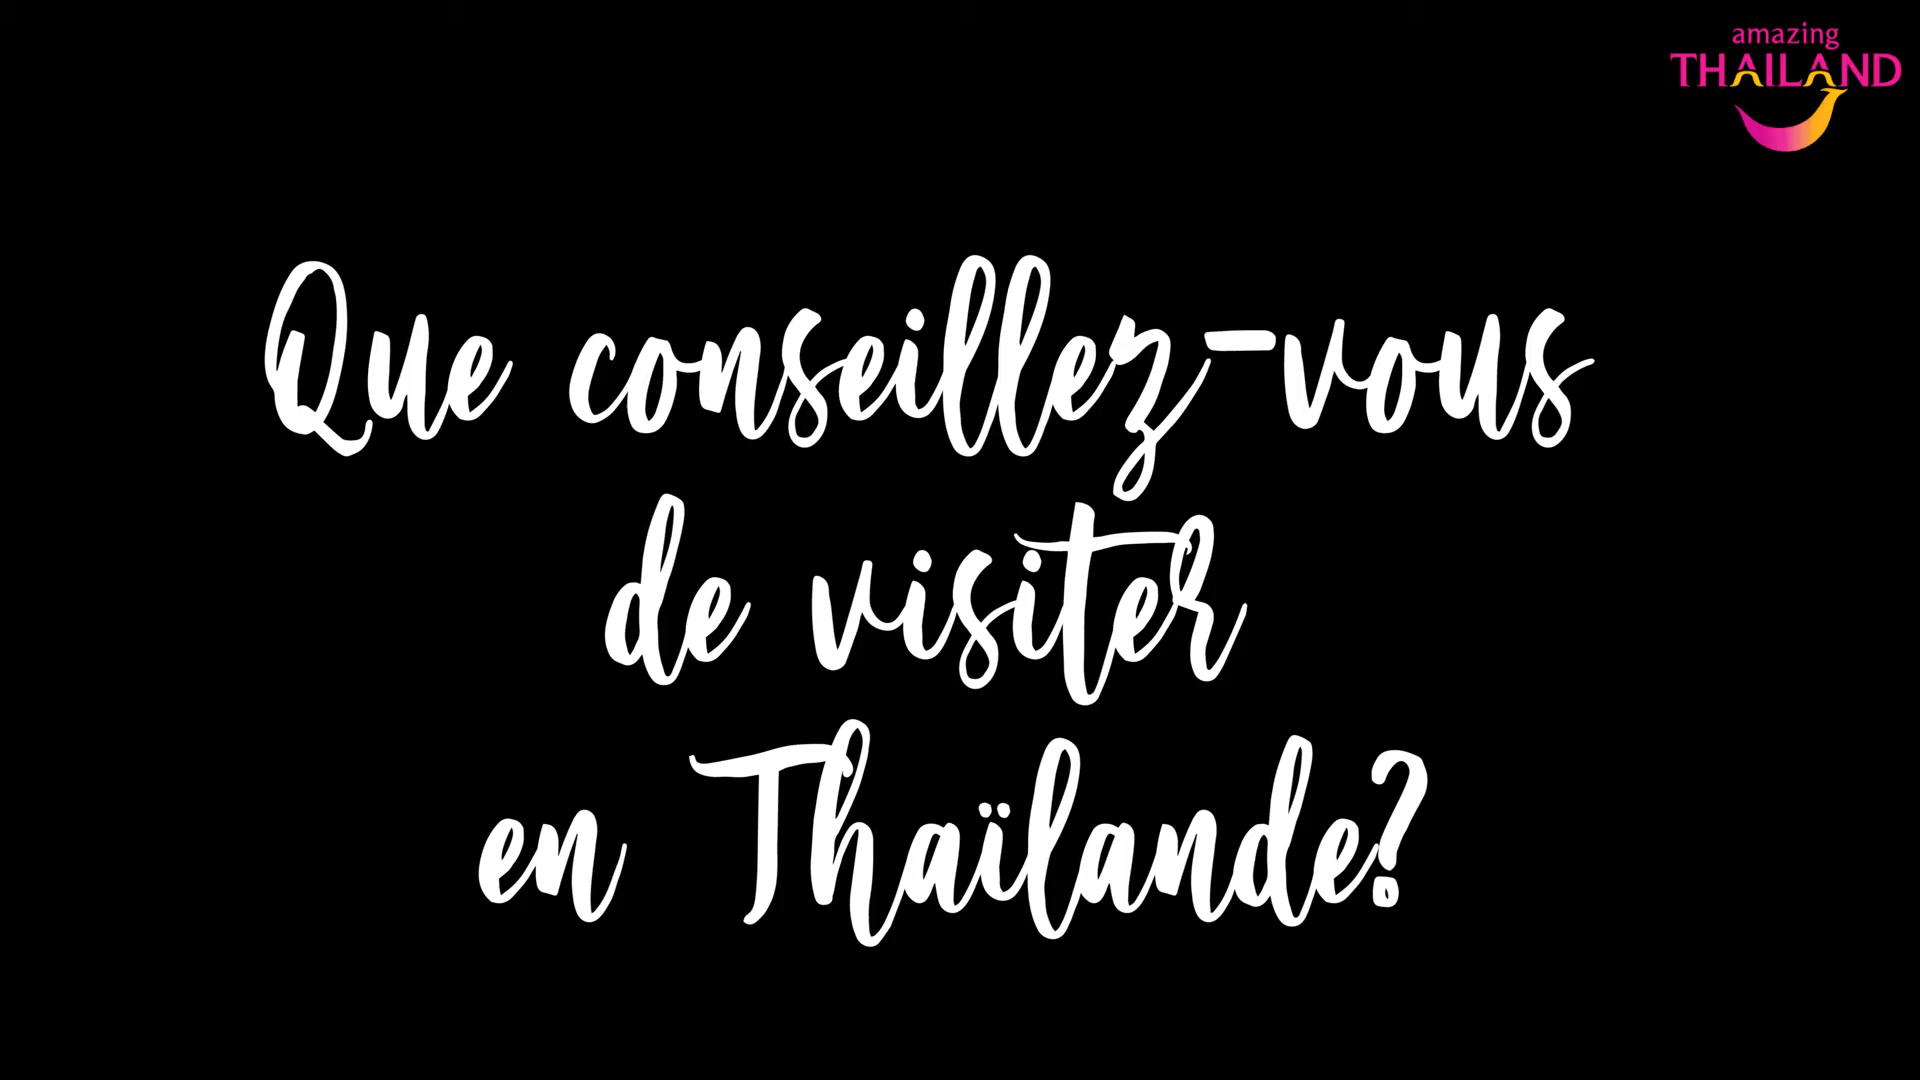 amazing
THAILAND
Que conseillez-vous
de visiter
en Thaïlande?